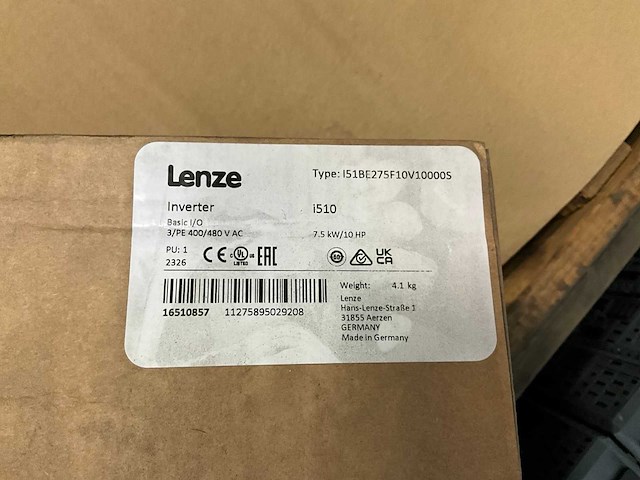 Lenze
Type: I51BE275F10V10000S
Inverter
i510
Basic I/O
3/PE 400/480 V AC
7.5 kW/10 HP
PU: 1
2326
CE
UL
LISTED
EAC
UK
CA
Weight: 4.1 kg
16510857 11275895029208
Lenze
Hans-Lenze-Straße 1
31855 Aerzen
GERMANY
Made in Germany